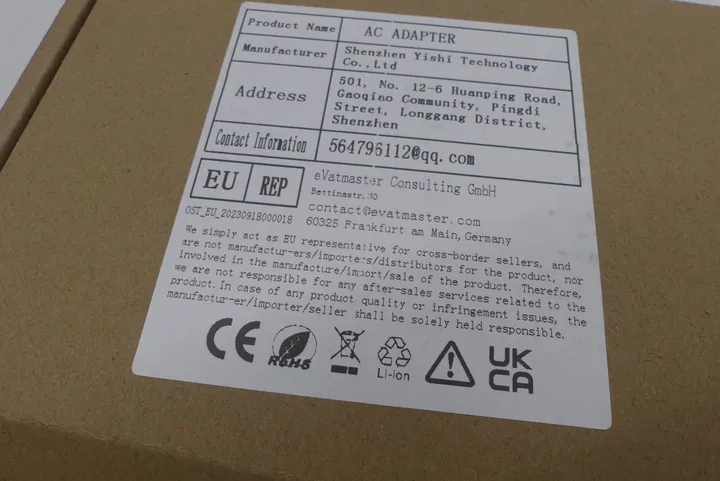 Product Name AC ADAPTER
Manufacturer Shenzhen Yishi Technology
Co.,Ltd
Address 501, No. 12-6 Huanping Road,
Gaoqiao Community, Pingdi
Street, Longgang District,
Shenzhen
Contact Information 564796112@qq.com
EU REP
eVatmaster Consulting GmbH
Bettinastr.30
contact@evatmaster.com
60325 Frankfurt am Main, Germany
OST_EU_20230918000018
We simply act as EU representative for cross-border sellers, and
are not manufactur-ers/importers/distributors for the product, nor
involved in the manufacture/import/sale of the product. Therefore,
we are not responsible for any after-sales services related to the
product. In case of any product quality or infringement issues, the
manufactur-er/importer/seller shall be solely held responsible.
CE
RoHS
Li-ion
UK
CA